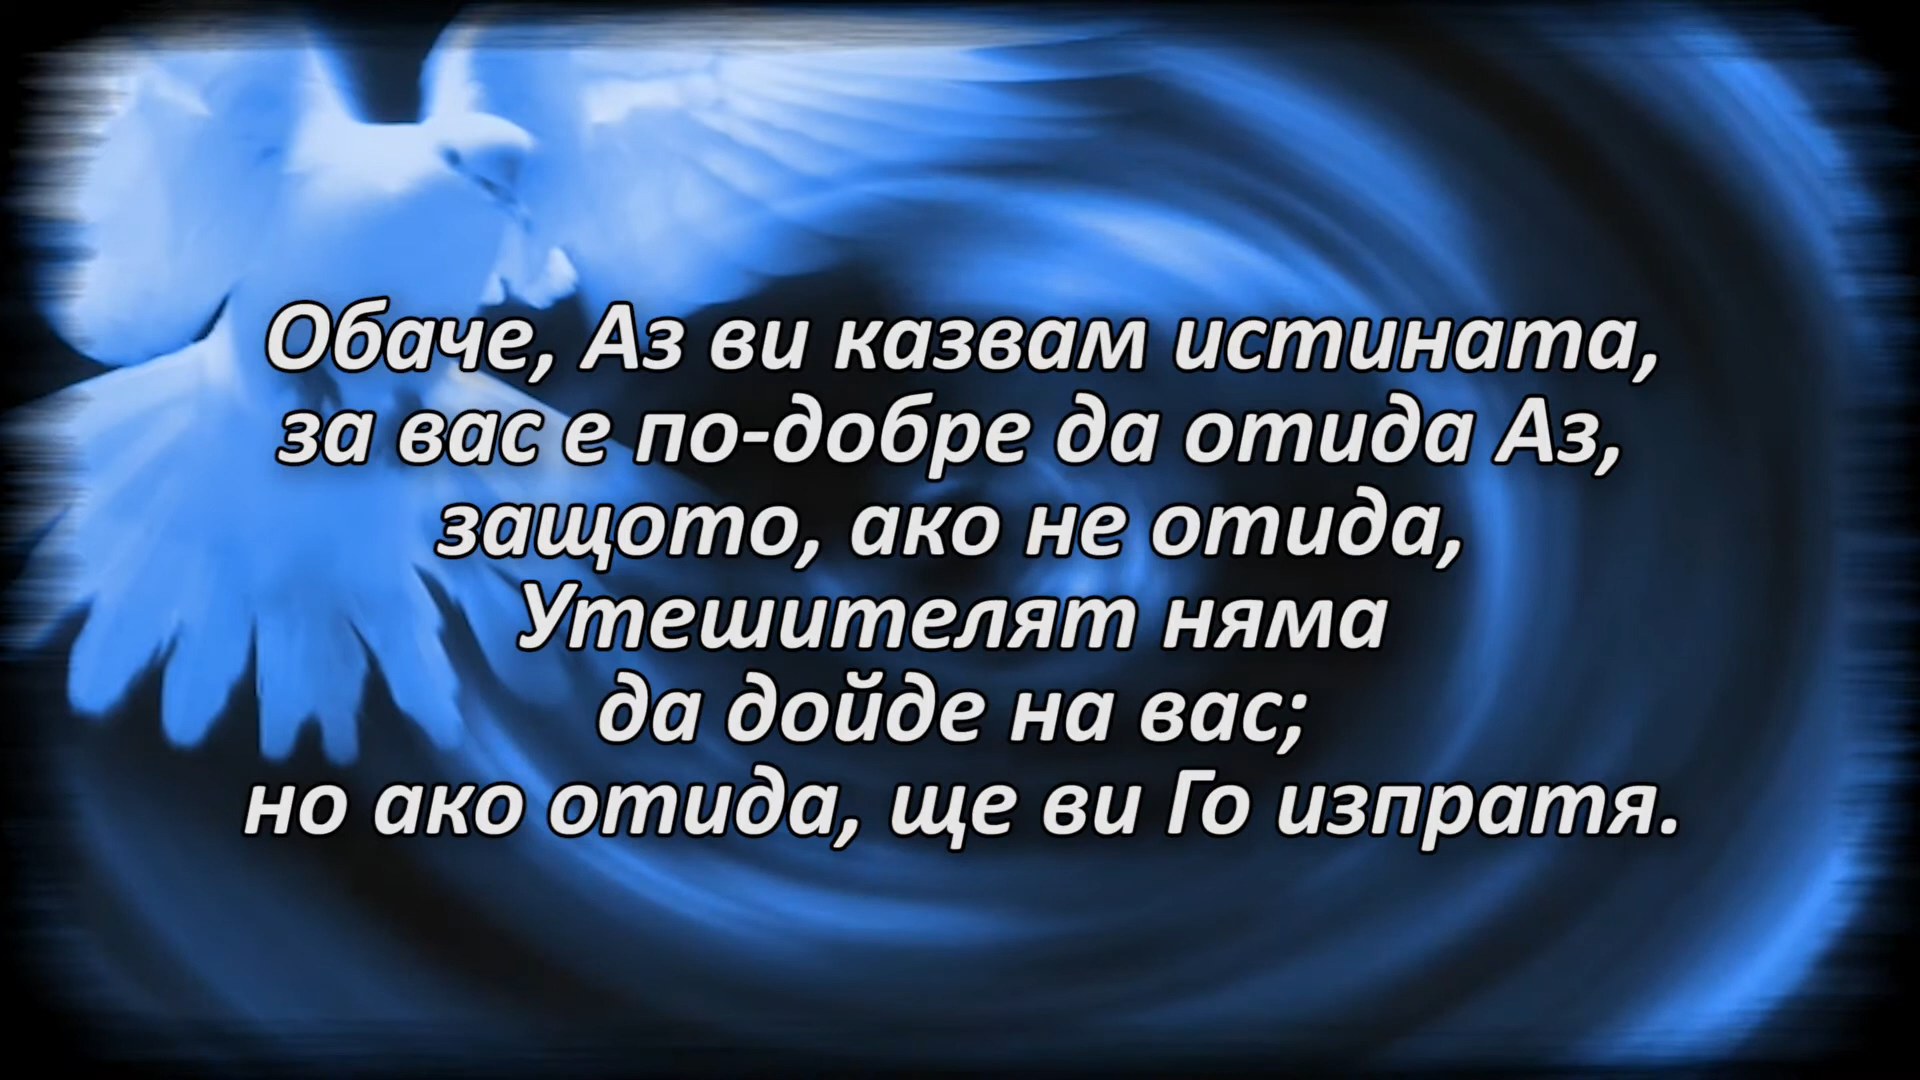 Обаче, Аз ви казвам истината,
за вас е по-добре да отида Аз,
защото, ако не отида,
Утешителят няма
да дойде на вас;
но ако отида, ще ви Го изпратя.